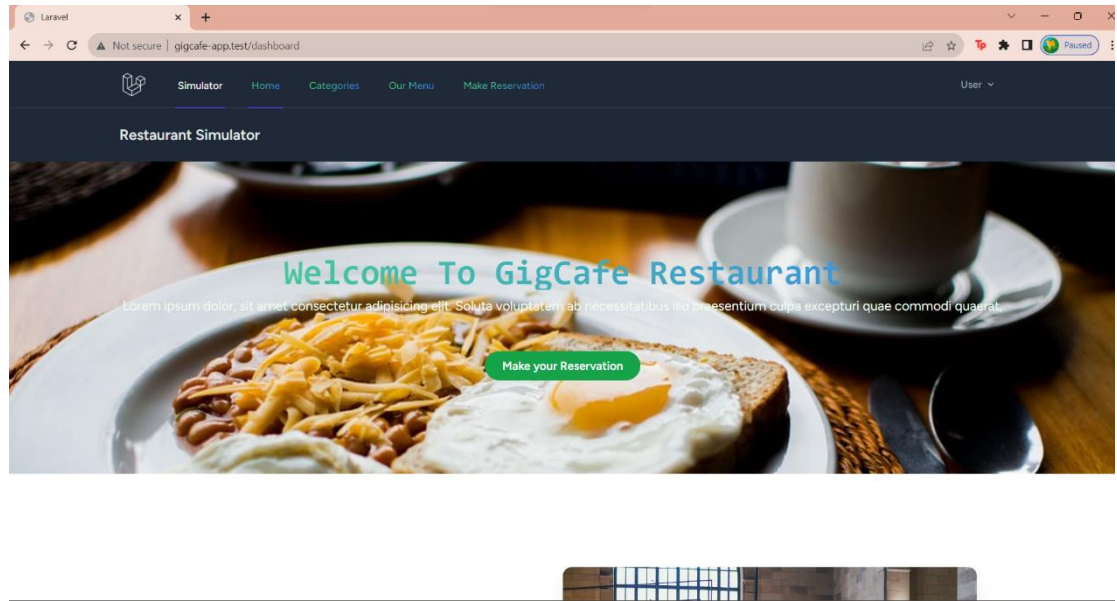 Laravel
Not secure | gigcafe-app.test/dashboard
Tp
Paused
Simulator Home Categories Our Menu Make Reservation User
Restaurant Simulator
Welcome To GigCafe Restaurant
Lorem ipsum dolor, sit amet consectetur adipisicing elit. Soluta voluptatem ab necessitatibus illo praesentium culpa excepturi quae commodi quaerat.
Make your Reservation